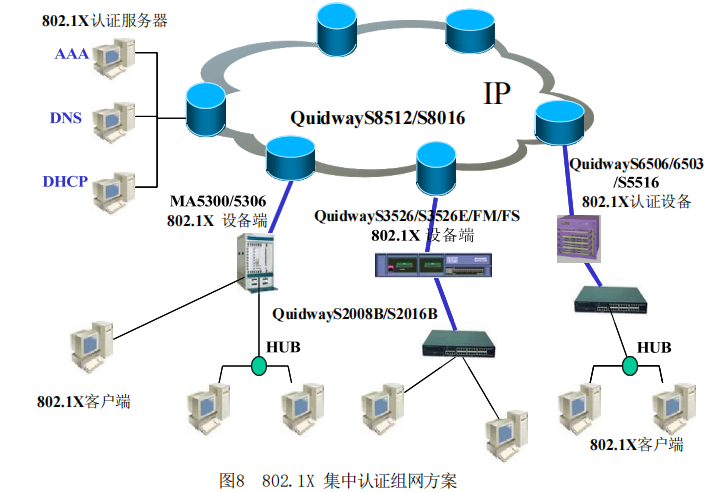 802.1X认证服务器
AAA
DNS
DHCP
IP
QuidwayS8512/S8016
MA5300/5306
802.1X 设备端
QuidwayS3526/S3526E/FM/FS
802.1X 设备端
QuidwayS6506/6503
/S5516
802.1X认证设备
QuidwayS2008B/S2016B
HUB
HUB
802.1X客户端
802.1X客户端
图8 802.1X 集中认证组网方案